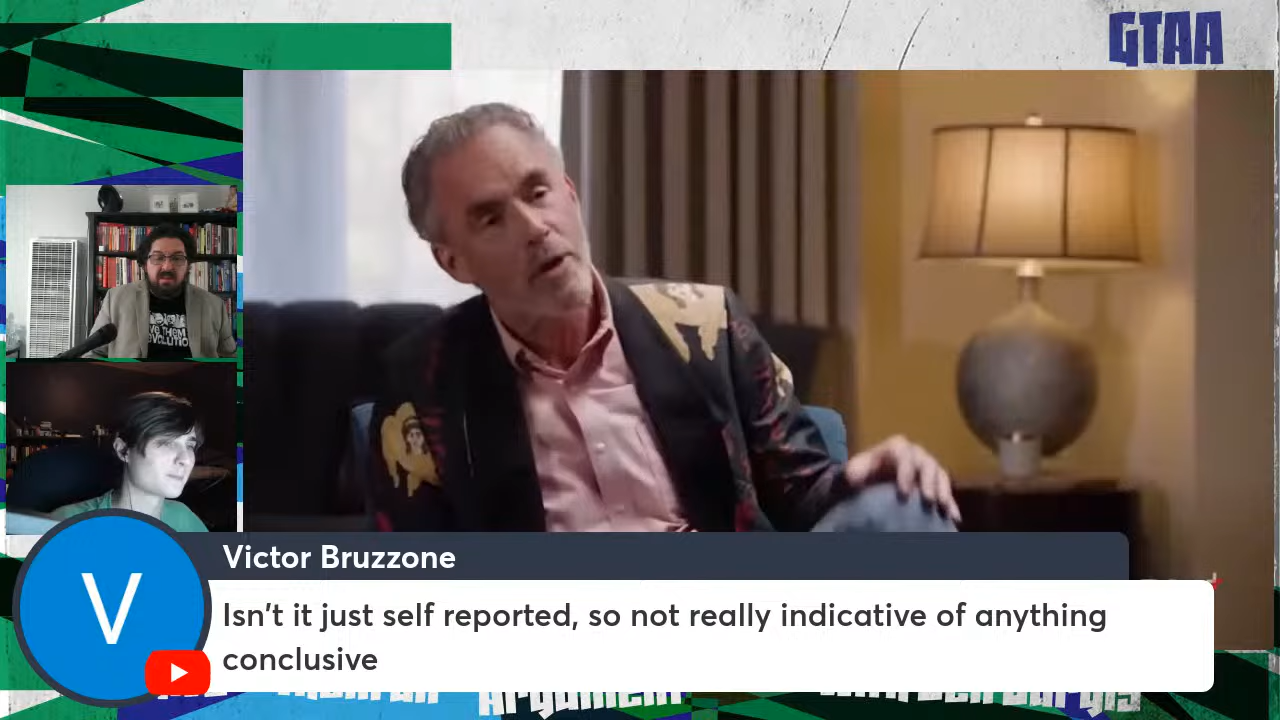 GTAA
Victor Bruzzone
Isn't it just self reported, so not really indicative of anything
conclusive
V